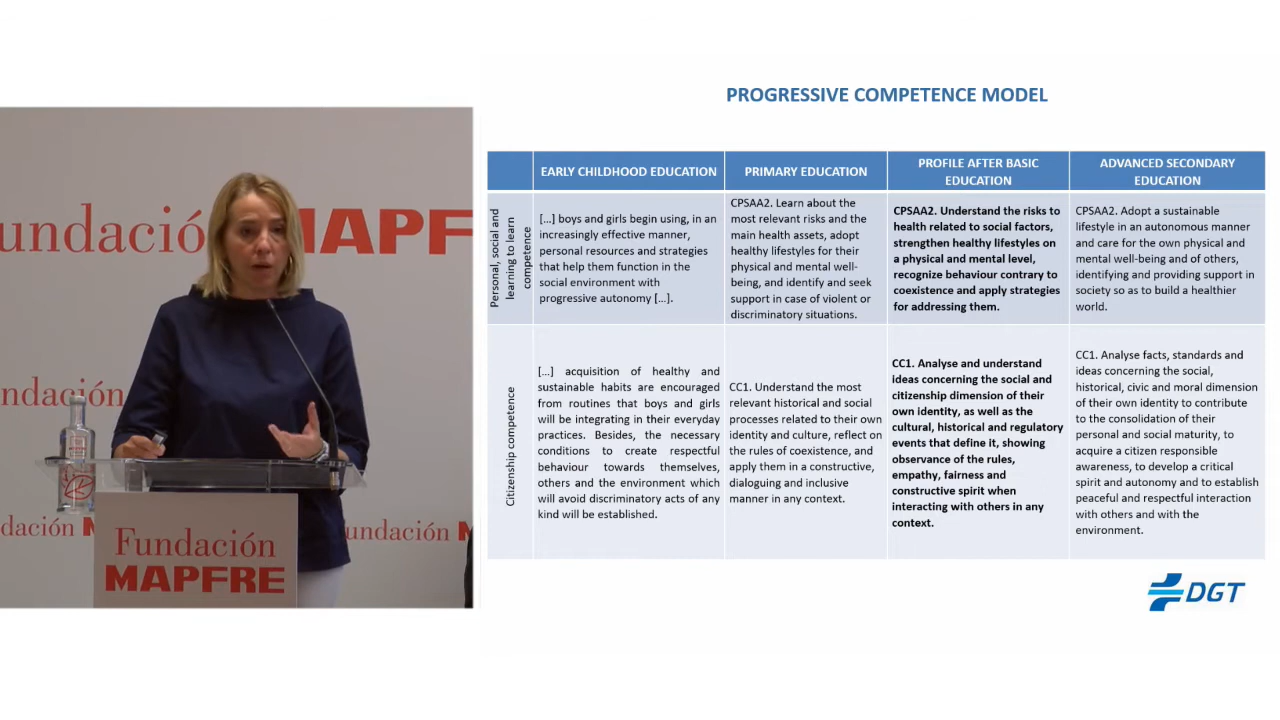 PROGRESSIVE COMPETENCE MODEL
EARLY CHILDHOOD EDUCATION
PRIMARY EDUCATION
PROFILE AFTER BASIC
EDUCATION
ADVANCED SECONDARY
EDUCATION
Personal, social and
learning to learn
competence
[…] boys and girls begin using, in an
increasingly effective manner,
personal resources and strategies
that help them function in the
social environment with
progressive autonomy […].
CPSAA2. Learn about the
most relevant risks and the
main health assets, adopt
healthy lifestyles for their
physical and mental well-
being, and identify and seek
support in case of violent or
discriminatory situations.
CPSAA2. Understand the risks to
health related to social factors,
strengthen healthy lifestyles on
a physical and mental level,
recognize behaviour contrary to
coexistence and apply strategies
for addressing them.
CPSAA2. Adopt a sustainable
lifestyle in an autonomous manner
and care for the own physical and
mental well-being and of others,
identifying and providing support in
society so as to build a healthier
world.
Citizenship competence
[…] acquisition of healthy and
sustainable habits are encouraged
from routines that boys and girls
will be integrating in their everyday
practices. Besides, the necessary
conditions to create respectful
behaviour towards themselves,
others and the environment which
will avoid discriminatory acts of any
kind will be established.
CC1. Understand the most
relevant historical and social
processes related to their own
identity and culture, reflect on
the rules of coexistence, and
apply them in a constructive,
dialoguing and inclusive
manner in any context.
CC1. Analyse and understand
ideas concerning the social and
citizenship dimension of their
own identity, as well as the
cultural, historical and regulatory
events that define it, showing
observance of the rules,
empathy, fairness and
constructive spirit when
interacting with others in any
context.
CC1. Analyse facts, standards and
ideas concerning the social,
historical, civic and moral dimension
of their own identity to contribute
to the consolidation of their
personal and social maturity, to
acquire a citizen responsible
awareness, to develop a critical
spirit and autonomy and to establish
peaceful and respectful interaction
with others and with the
environment.
DGT
undación MAPF
ndación
dación M
undación M
Fundación
MAPFRE